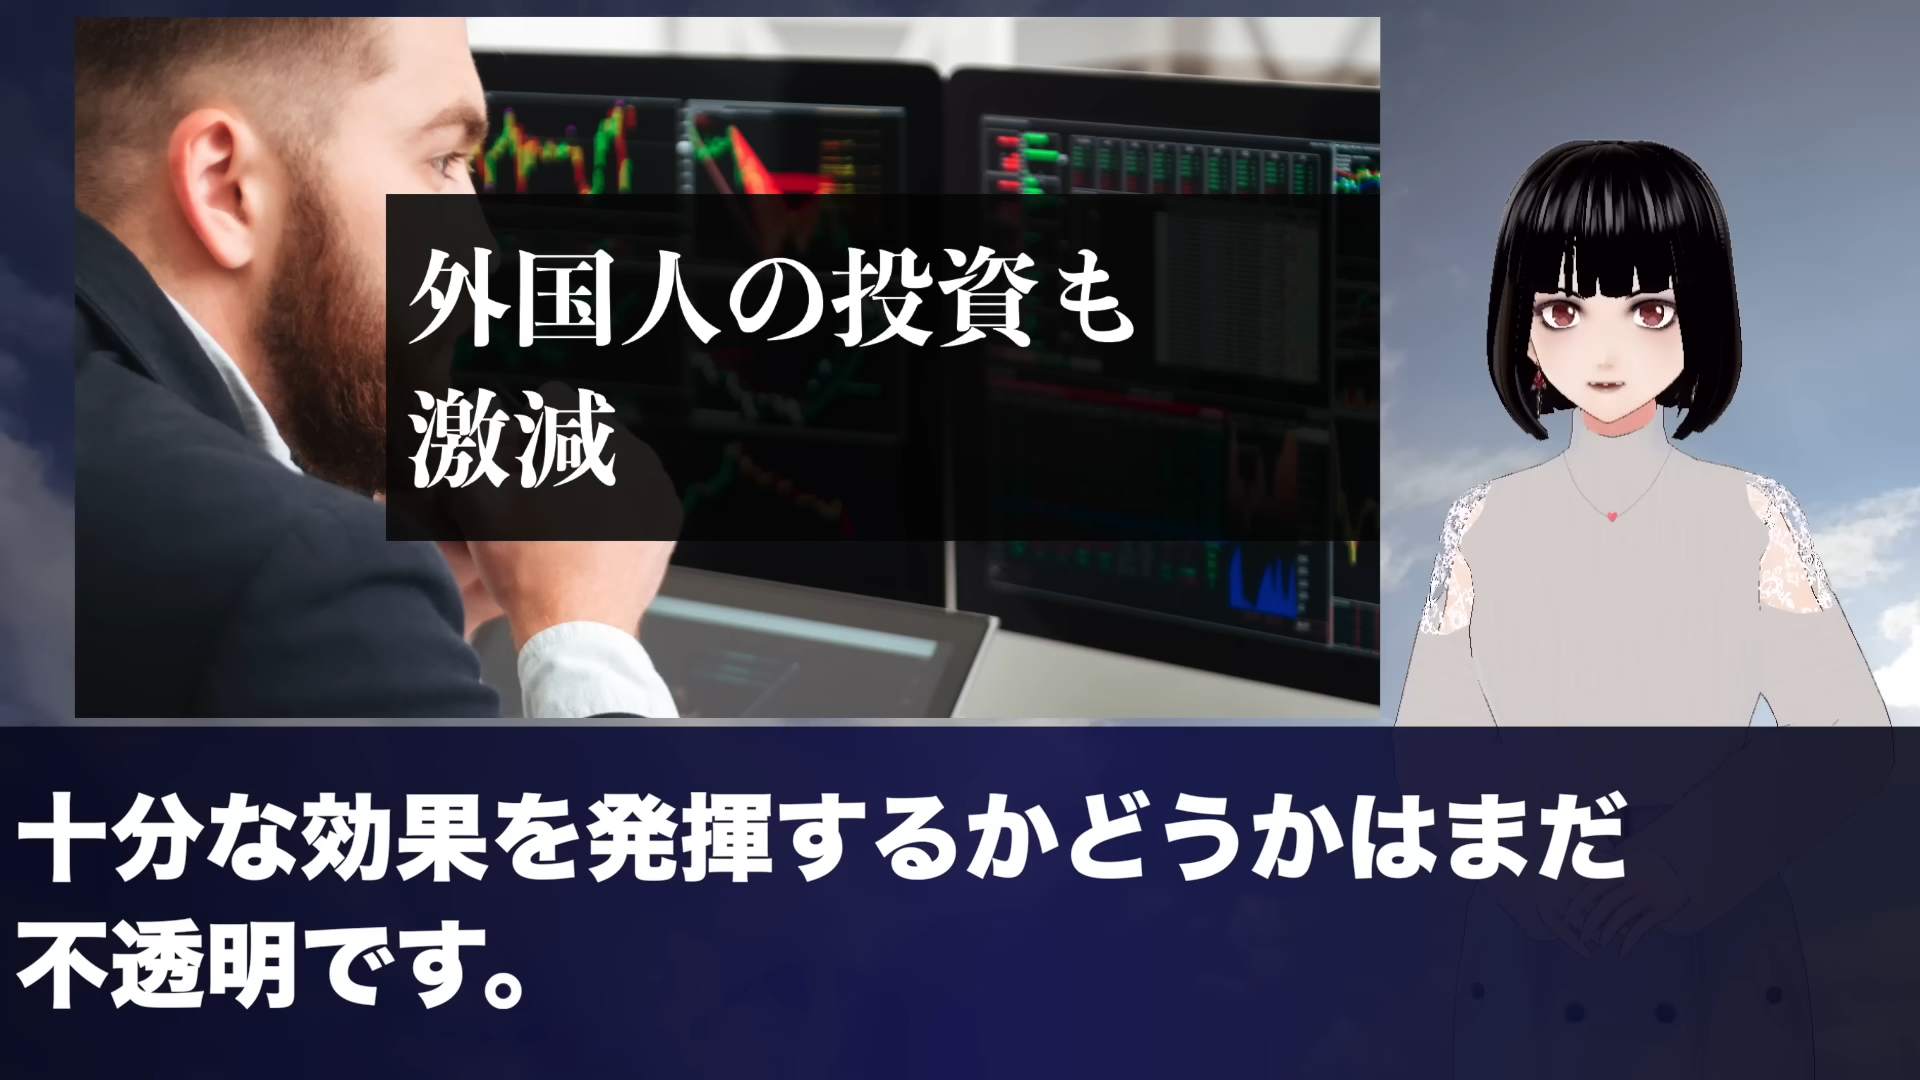 外国人の投資も
激減
十分な効果を発揮するかどうかはまだ
不透明です。